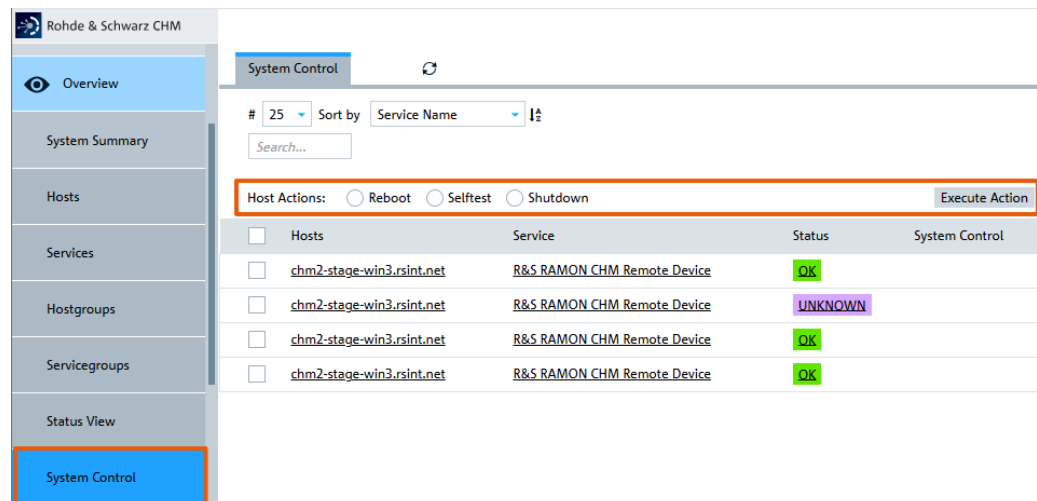 Rohde & Schwarz CHM
Overview
System Summary
Hosts
Services
Hostgroups
Servicegroups
Status View
System Control
System Control
# 25 Sort by Service Name
Search...
Host Actions: Reboot Selftest Shutdown Execute Action
Hosts Service Status System Control
chm2-stage-win3.rsint.net R&S RAMON CHM Remote Device OK
chm2-stage-win3.rsint.net R&S RAMON CHM Remote Device UNKNOWN
chm2-stage-win3.rsint.net R&S RAMON CHM Remote Device OK
chm2-stage-win3.rsint.net R&S RAMON CHM Remote Device OK